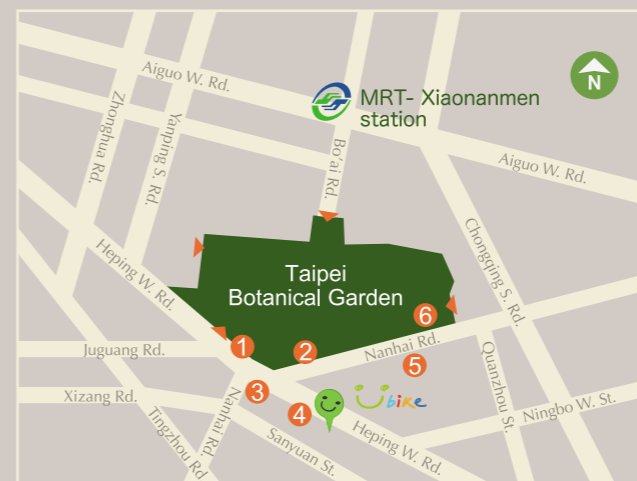 Aiguo W. Rd.
N
MRT- Xiaonanmen
station
Zhonghua Rd.
Yanping S. Rd.
Bo'ai Rd.
Aiguo W. Rd.
Chongqing S. Rd.
Heping W. Rd.
Taipei
Botanical Garden
6
1
2
Nanhai Rd.
Juguang Rd.
5
Quanzhou St.
3
Xizang Rd.
Nanhai Rd.
4
Ubike
Ningbo W. St.
Tingzhou Rd
Sanyuan St.
Heping W. Rd.